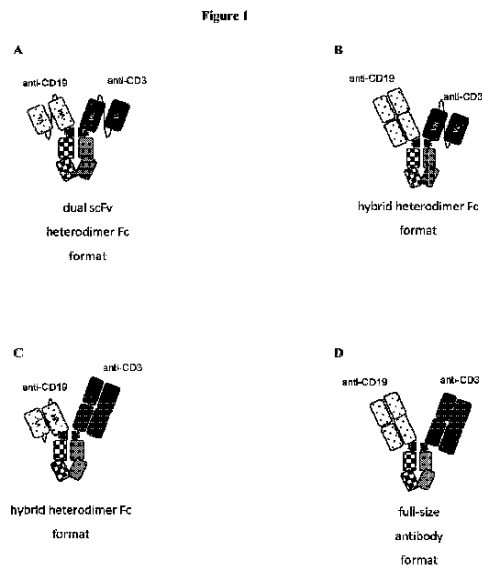 Figure 1
A
anti-CD19
anti-CD3
dual scFv
heterodimer Fc
format
B
anti-CD19
anti-CD3
hybrid heterodimer Fc
format
C
anti-CD19
anti-CD3
hybrid heterodimer Fc
format
D
anti-CD19
anti-CD3
full-size
antibody
format